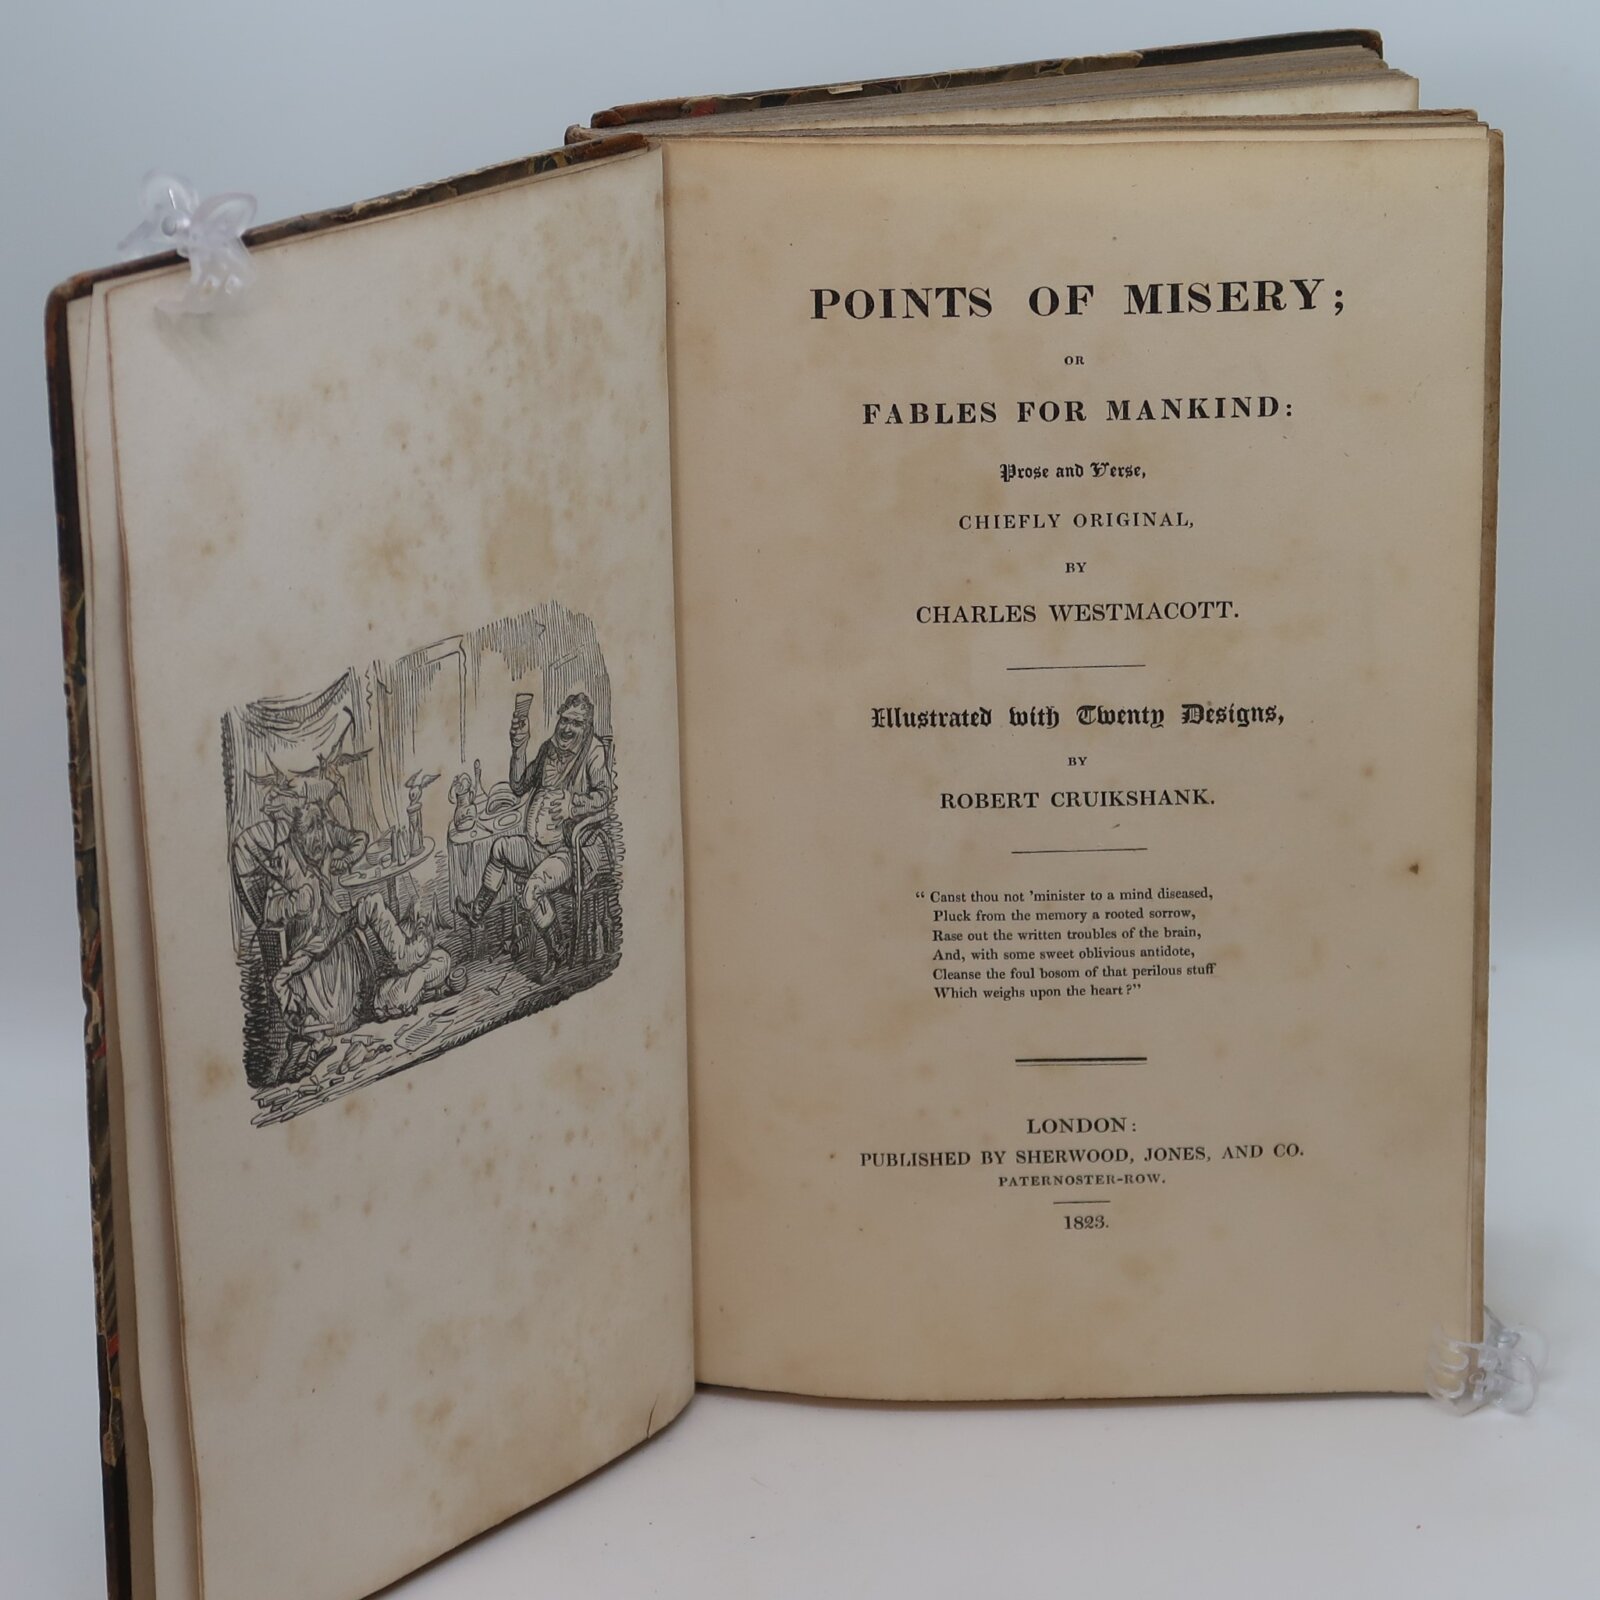 POINTS OF MISERY;
OR
FABLES FOR MANKIND:
Prose and Verse,
CHIEFLY ORIGINAL,
BY
CHARLES WESTMACOTT.
Illustrated with Twenty Designs,
BY
ROBERT CRUIKSHANK.
“ Canst thou not 'minister to a mind diseased,
Pluck from the memory a rooted sorrow,
Rase out the written troubles of the brain,
And, with some sweet oblivious antidote,
Cleanse the foul bosom of that perilous stuff
Which weighs upon the heart?”
LONDON:
PUBLISHED BY SHERWOOD, JONES, AND CO.
PATERNOSTER-ROW.
1823.